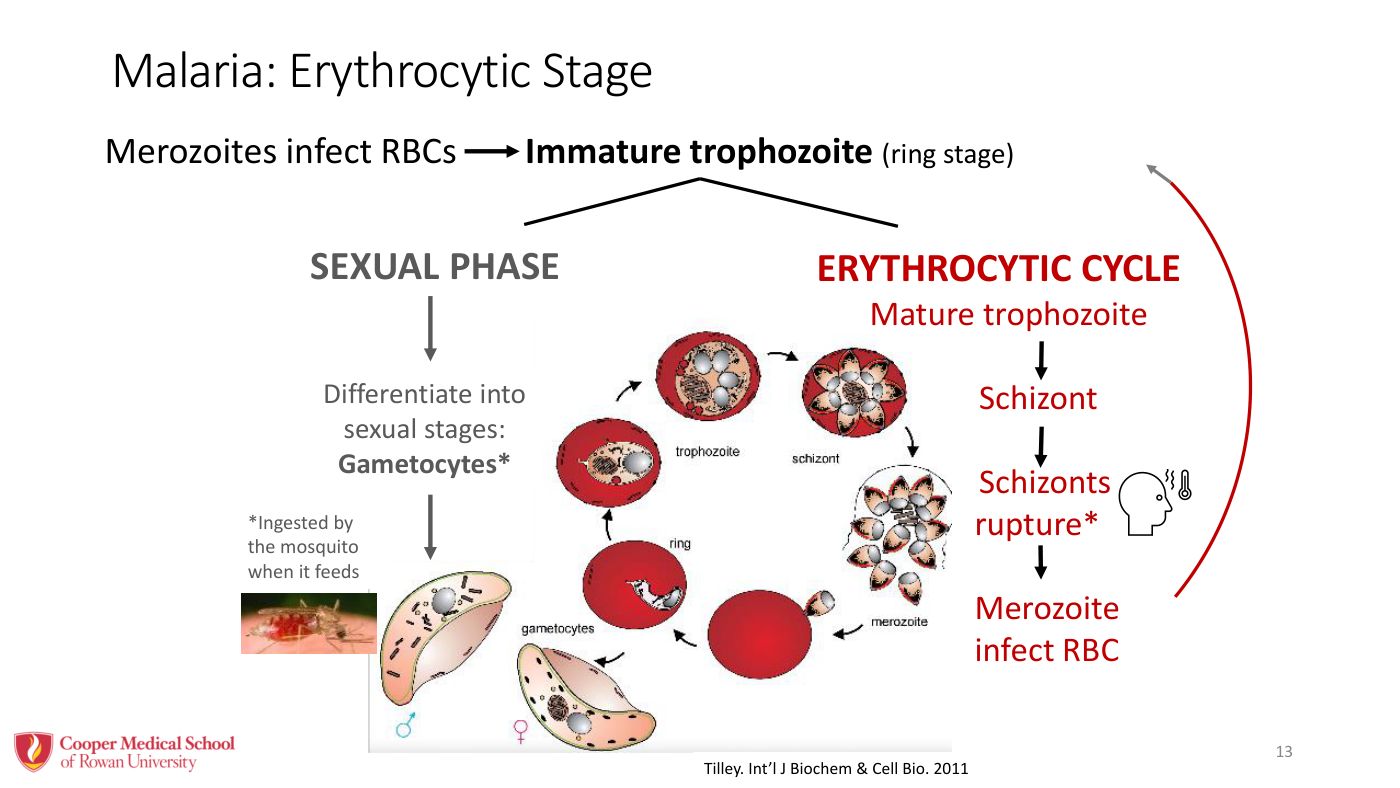 Malaria: Erythrocytic Stage
Merozoites infect RBCs Immature trophozoite (ring stage)
SEXUAL PHASE
Differentiate into
sexual stages:
Gametocytes*
*Ingested by
the mosquito
when it feeds
ERYTHROCYTIC CYCLE
Mature trophozoite
Schizont
Schizonts
rupture*
Merozoite
infect RBC
trophozoite
schizont
ring
merozoite
gametocytes
Cooper Medical School
of Rowan University
Tilley. Int’l J Biochem & Cell Bio. 2011
13